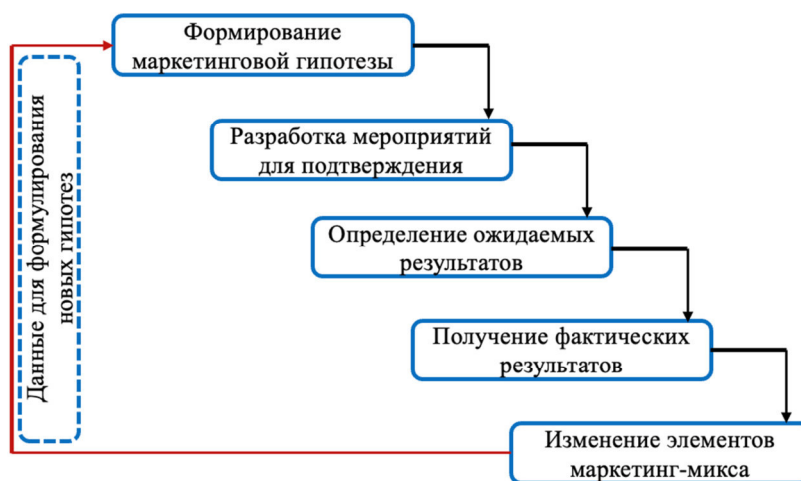 Формирование
маркетинговой гипотезы
Разработка мероприятий
для подтверждения
Определение ожидаемых
результатов
Получение фактических
результатов
Изменение элементов
маркетинг-микса
Данные для формулирования
новых гипотез